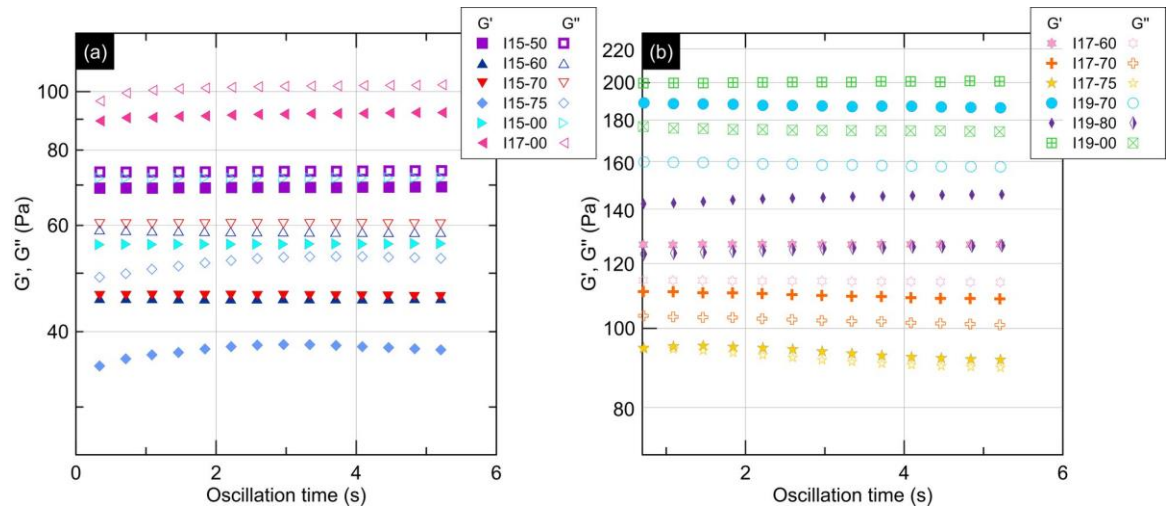 (a)
G' G''
I15-50
I15-60
I15-70
I15-75
I15-00
I17-00
100
80
60
40
G', G'' (Pa)
0 2 4 6
Oscillation time (s)
(b)
G' G''
I17-60
I17-70
I17-75
I19-70
I19-80
I19-00
220
200
180
160
140
120
100
80
G', G'' (Pa)
2 4 6
Oscillation time (s)